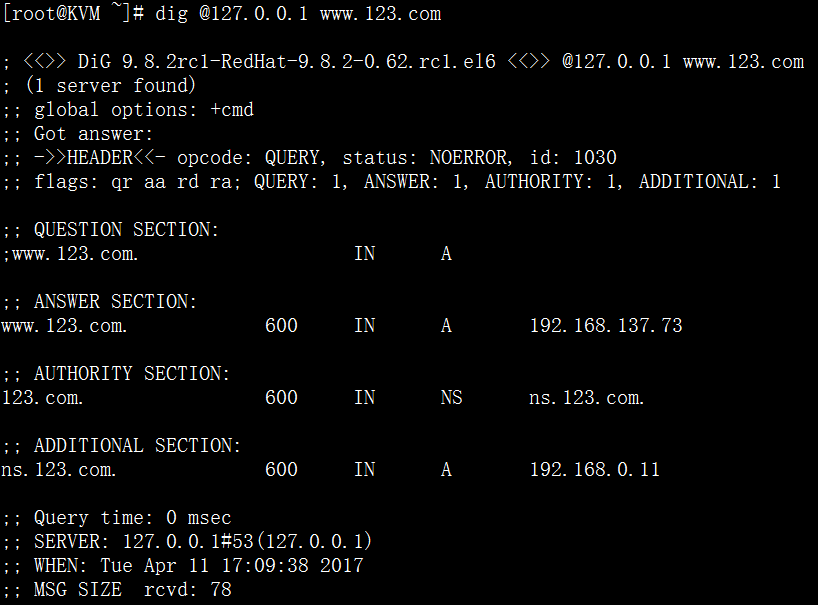 [root@KVM ~]# dig @127.0.0.1 www.123.com
; <<>> DiG 9.8.2rc1-RedHat-9.8.2-0.62.rc1.el6 <<>> @127.0.0.1 www.123.com
; (1 server found)
;; global options: +cmd
;; Got answer:
;; ->>HEADER<<- opcode: QUERY, status: NOERROR, id: 1030
;; flags: qr aa rd ra; QUERY: 1, ANSWER: 1, AUTHORITY: 1, ADDITIONAL: 1
;; QUESTION SECTION:
;www.123.com. IN A
;; ANSWER SECTION:
www.123.com. 600 IN A 192.168.137.73
;; AUTHORITY SECTION:
123.com. 600 IN NS ns.123.com.
;; ADDITIONAL SECTION:
ns.123.com. 600 IN A 192.168.0.11
;; Query time: 0 msec
;; SERVER: 127.0.0.1#53(127.0.0.1)
;; WHEN: Tue Apr 11 17:09:38 2017
;; MSG SIZE  rcvd: 78